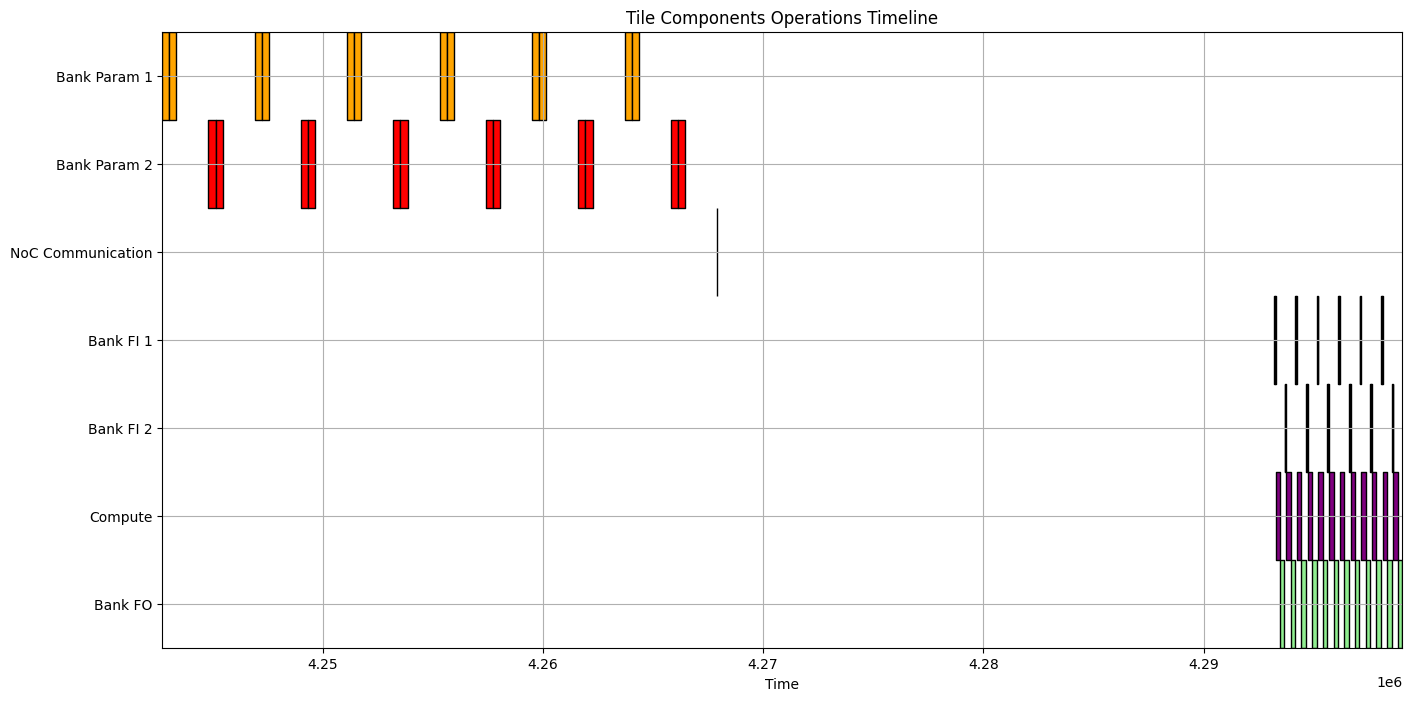 Tile Components Operations Timeline
Bank Param 1
Bank Param 2
NoC Communication
Bank FI 1
Bank FI 2
Compute
Bank FO
4.25 4.26 4.27 4.28 4.29
1e6
Time